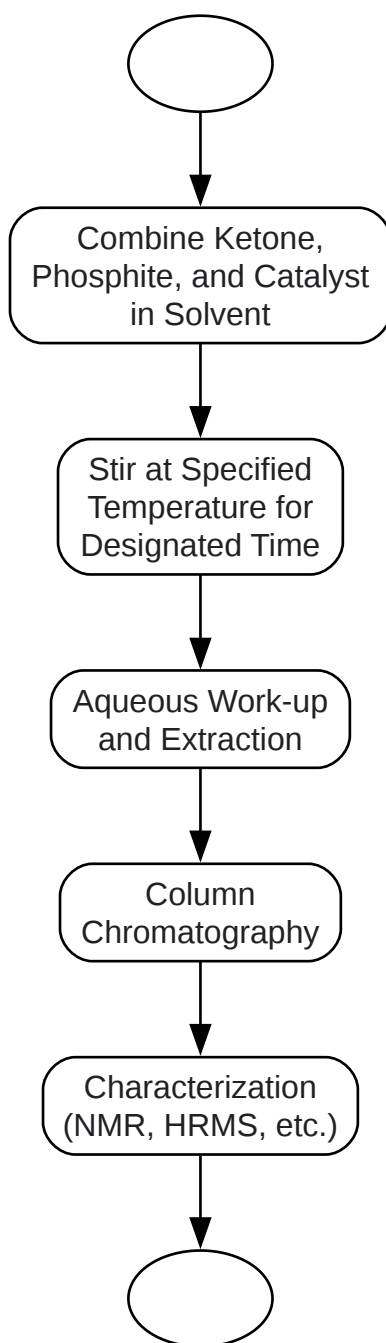 Combine Ketone,
Phosphite, and Catalyst
in Solvent
Stir at Specified
Temperature for
Designated Time
Aqueous Work-up
and Extraction
Column
Chromatography
Characterization
(NMR, HRMS, etc.)